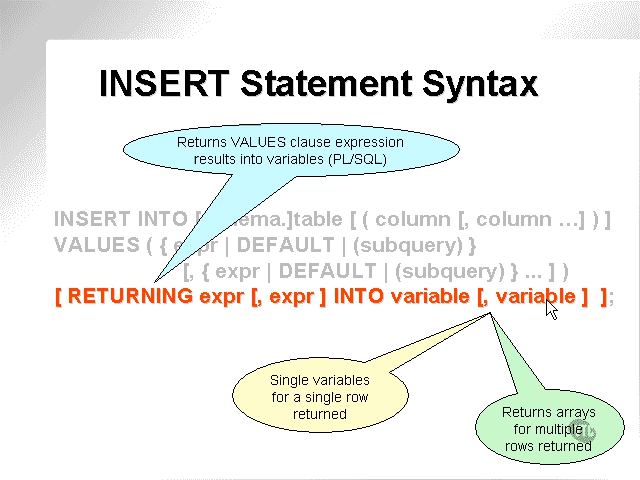 INSERT Statement Syntax
Returns VALUES clause expression
results into variables (PL/SQL)
INSERT INTO [ ema.]table [ ( column [, column …] ) ]
VALUES ( { expr | DEFAULT | (subquery) }
[, { expr | DEFAULT | (subquery) } ... ] )
[ RETURNING expr [, expr ] INTO variable [, variable ] ];
Single variables
for a single row
returned
Returns arrays
for multiple
rows returned